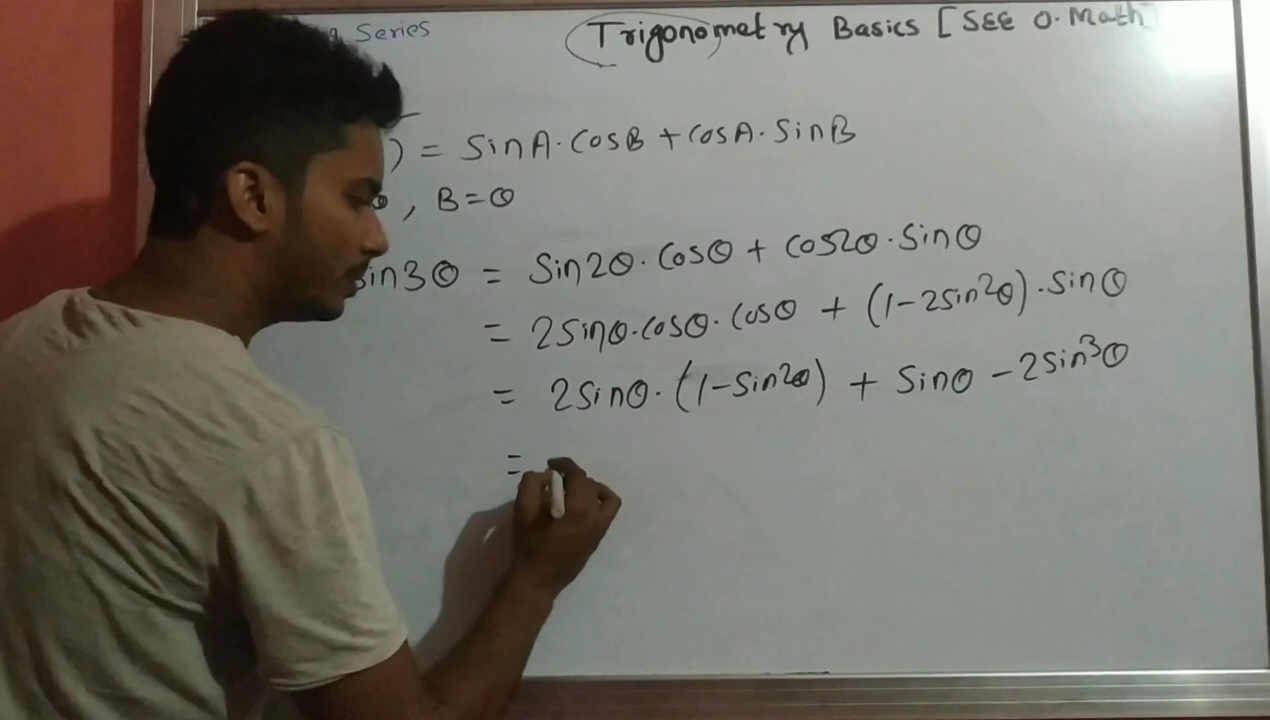 Series
Trigonometry Basics [SEE O. Math
) = SinA·CosB + CosA·SinB
θ, B=θ
Sin3θ = Sin2θ·Cosθ + Cos2θ·Sinθ
= 2Sinθ·Cosθ·Cosθ + (1-2Sin²θ)·Sinθ
= 2Sinθ·(1-Sin²θ) + Sinθ - 2Sin³θ
=